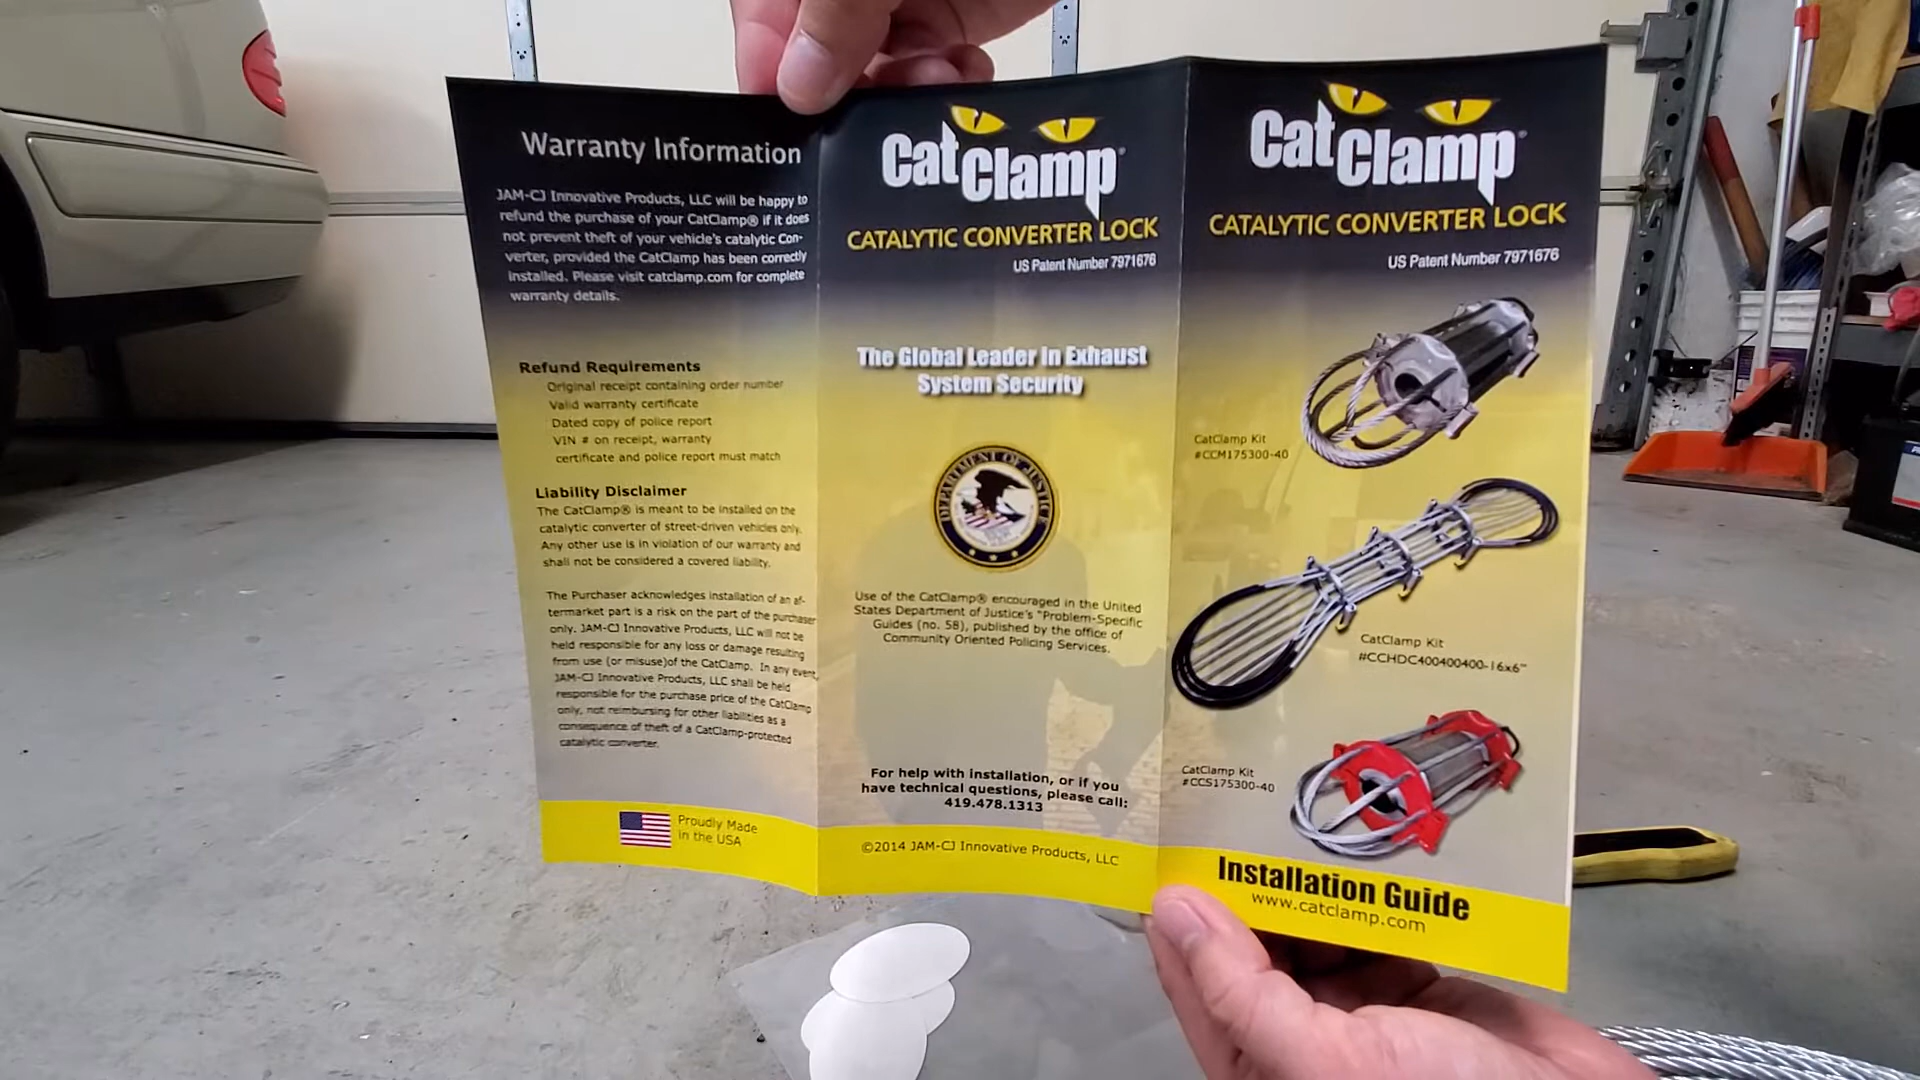 Warranty Information
JAM-CJ Innovative Products, LLC will be happy to
refund the purchase of your CatClamp® if it does
not prevent theft of your vehicle's catalytic Con-
verter, provided the CatClamp has been correctly
installed. Please visit catclamp.com for complete
warranty details.
Refund Requirements
Original receipt containing order number
Valid warranty certificate
Dated copy of police report
VIN # on receipt, warranty
certificate and police report must match
Liability Disclaimer
The CatClamp® is meant to be installed on the
catalytic converter of street-driven vehicles only.
Any other use is in violation of our warranty and
shall not be considered a covered liability.
The Purchaser acknowledges installation of an af-
termarket part is a risk on the part of the purchaser
only. JAM-CJ Innovative Products, LLC will not be
held responsible for any loss or damage resulting
from use (or misuse)of the CatClamp. In any event,
JAM-CJ Innovative Products, LLC shall be held
responsible for the purchase price of the CatClamp
only, not reimbursing for other liabilities as a
consequence of theft of a CatClamp-protected
catalytic converter.
Proudly Made
in the USA
CatClamp®
CATALYTIC CONVERTER LOCK
US Patent Number 7971676
The Global Leader in Exhaust
System Security
DEPARTMENT OF JUSTICE
Use of the CatClamp® encouraged in the United
States Department of Justice's "Problem-Specific
Guides (no. 58), published by the office of
Community Oriented Policing Services.
For help with installation, or if you
have technical questions, please call:
419.478.1313
©2014 JAM-CJ Innovative Products, LLC
CatClamp®
CATALYTIC CONVERTER LOCK
US Patent Number 7971676
CatClamp Kit
#CCM175300-40
CatClamp Kit
#CCHDC400400400-16x6"
CatClamp Kit
#CCS175300-40
Installation Guide
www.catclamp.com